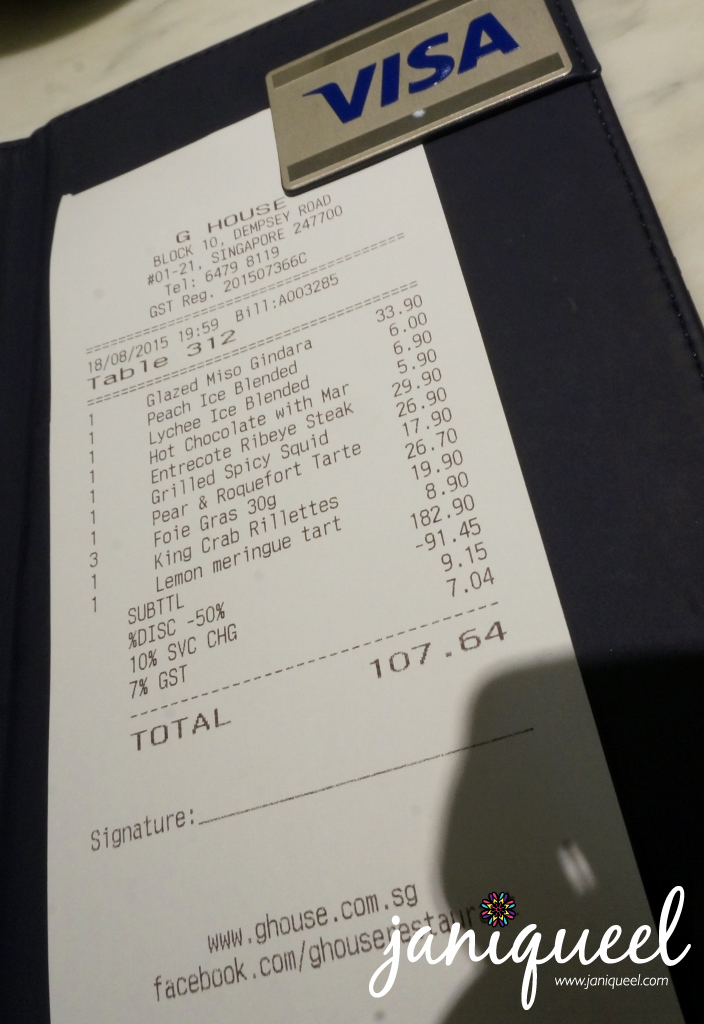 VISA
G HOUSE
BLOCK 10, DEMPSEY ROAD
#01-21, SINGAPORE 247700
Tel: 6479 8119
GST Reg. 201507366C
18/08/2015 19:59 Bill:A003285
Table 312
1 Glazed Miso Gindara 33.90
1 Peach Ice Blended 6.00
1 Lychee Ice Blended 6.90
1 Hot Chocolate with Mar 5.90
1 Entrecote Ribeye Steak 29.90
1 Grilled Spicy Squid 26.90
1 Pear & Roquefort Tarte 17.90
3 Foie Gras 30g 26.70
1 King Crab Rillettes 19.90
1 Lemon meringue tart 8.90
SUBTTL 182.90
%DISC -50% -91.45
10% SVC CHG 9.15
7% GST 7.04
TOTAL 107.64
Signature:
www.ghouse.com.sg
facebook.com/ghouserestaur
janiqueel
www.janiqueel.com